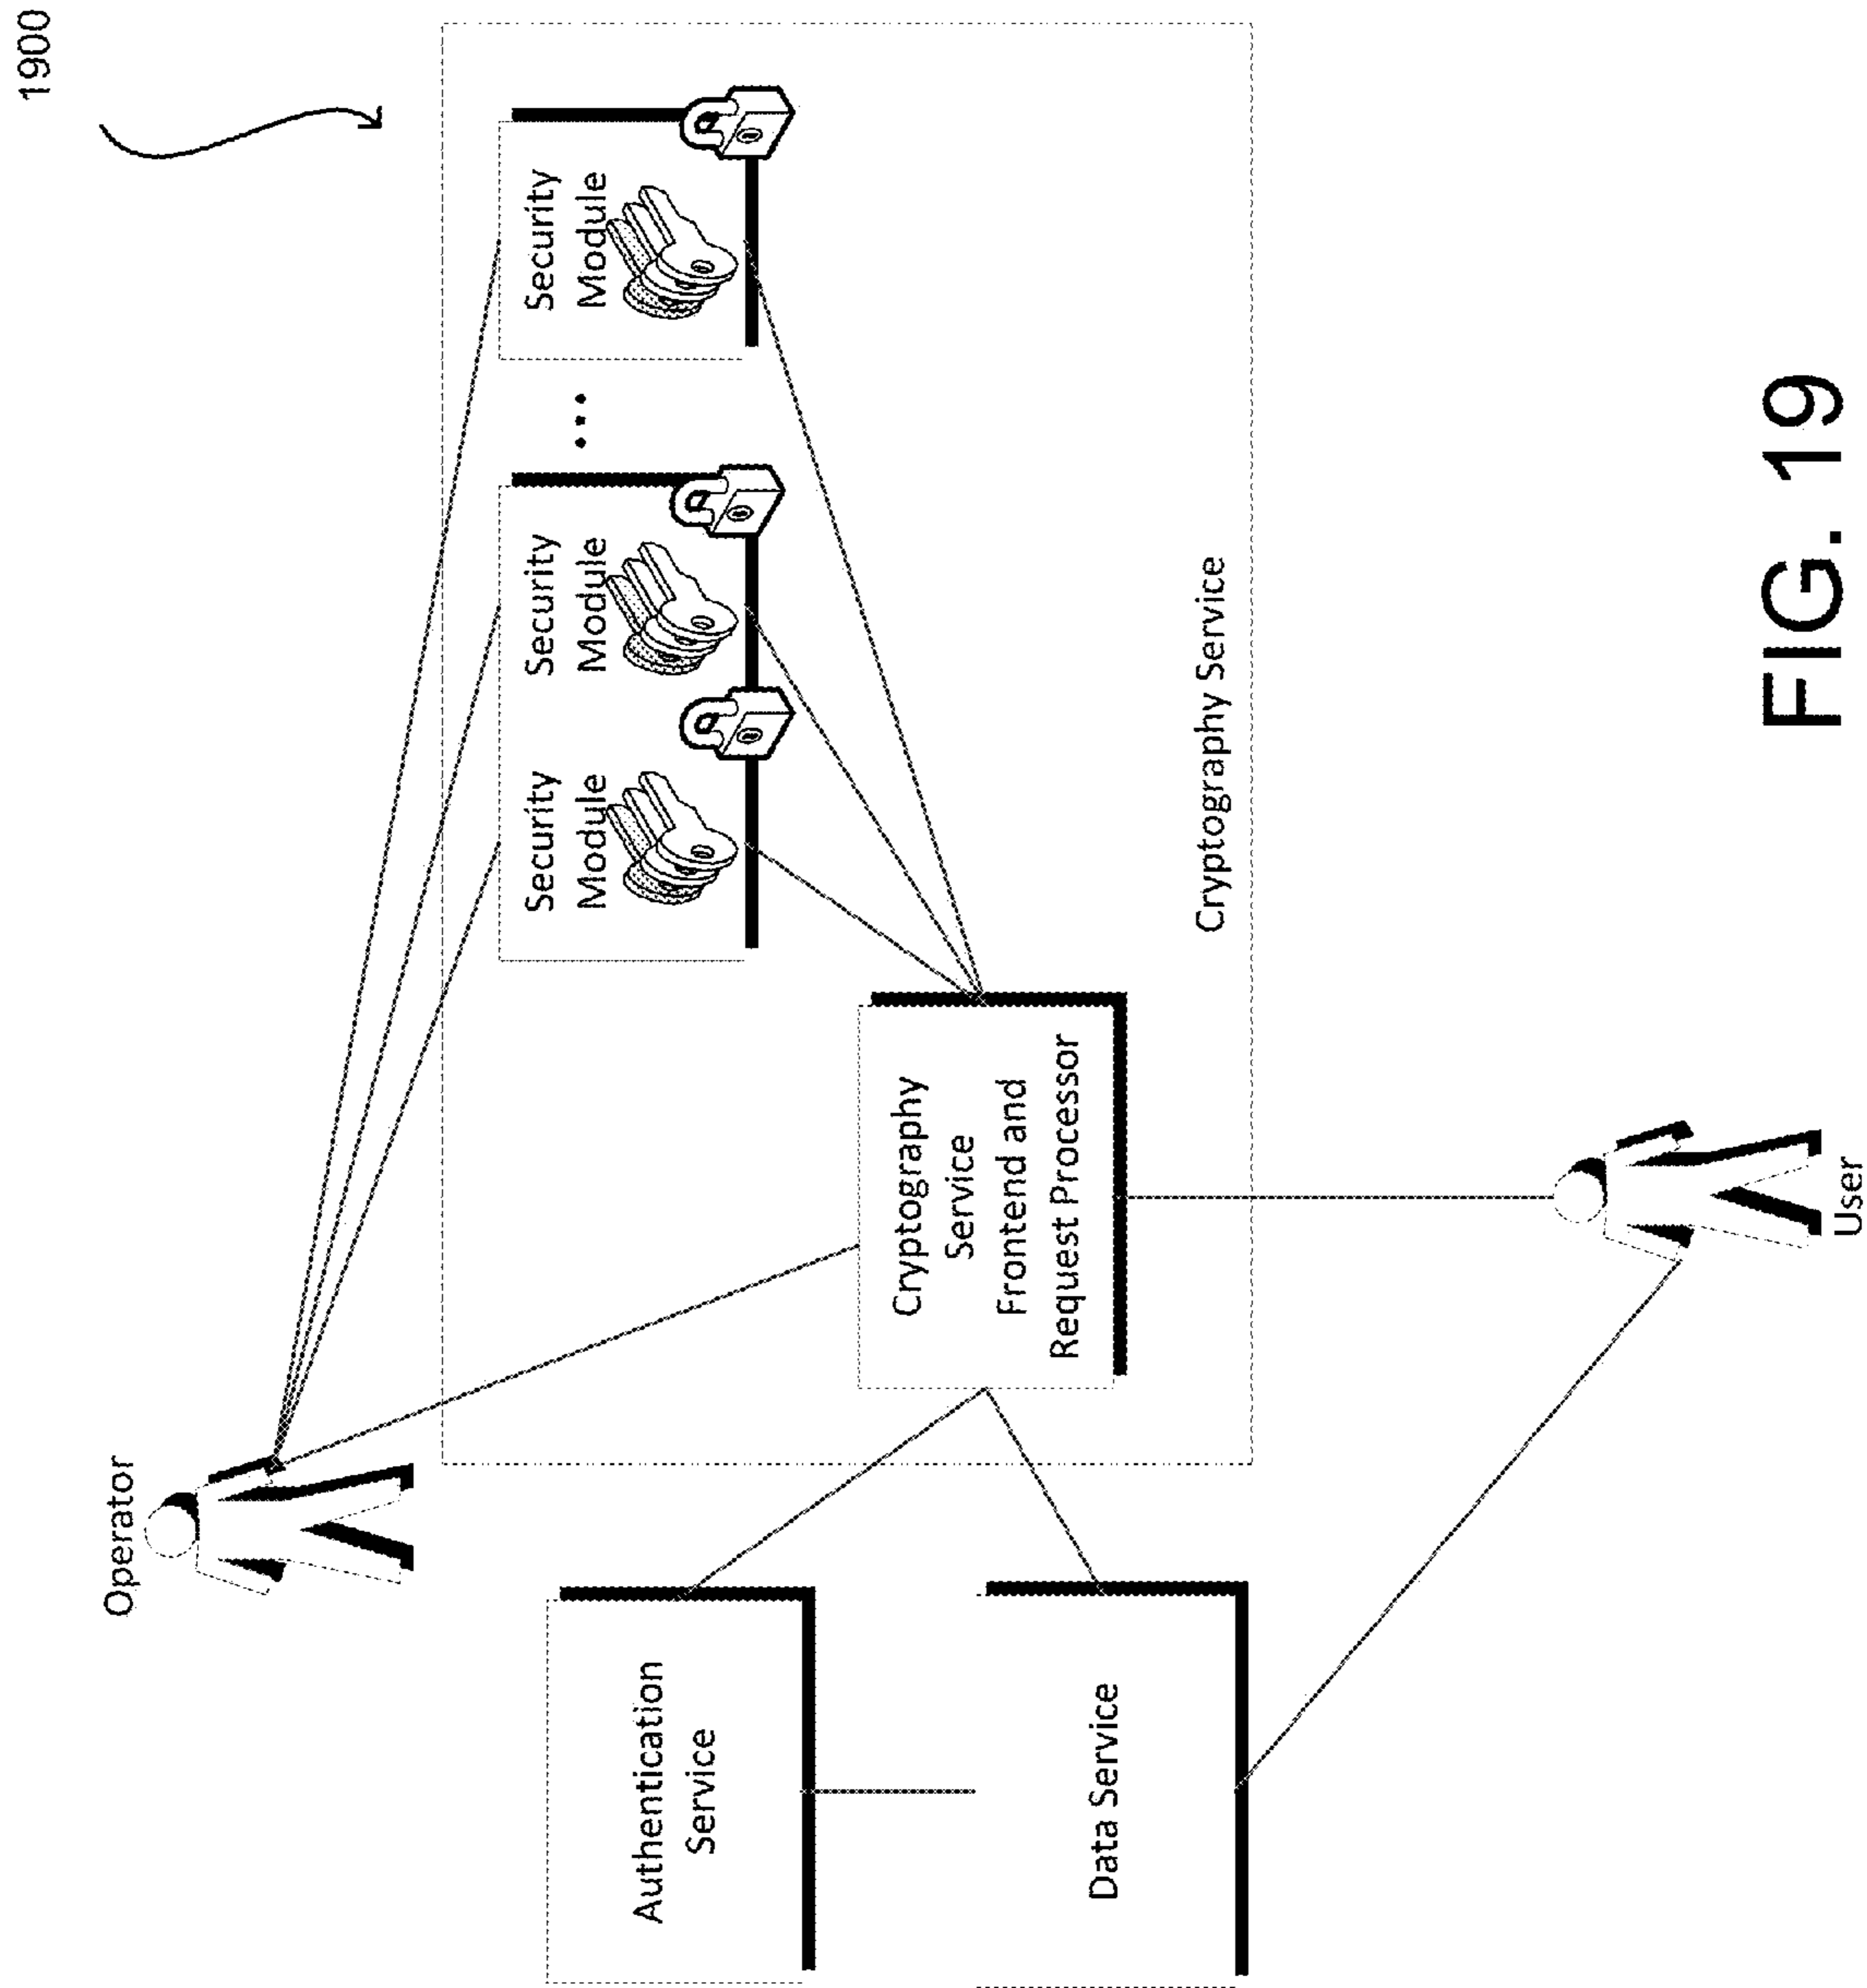 1900
Operator
Authentication
Service
Data Service
Cryptography
Service
Frontend and
Request Processor
Security
Module
Security
Module
...
Security
Module
Cryptography Service
User
FIG. 19